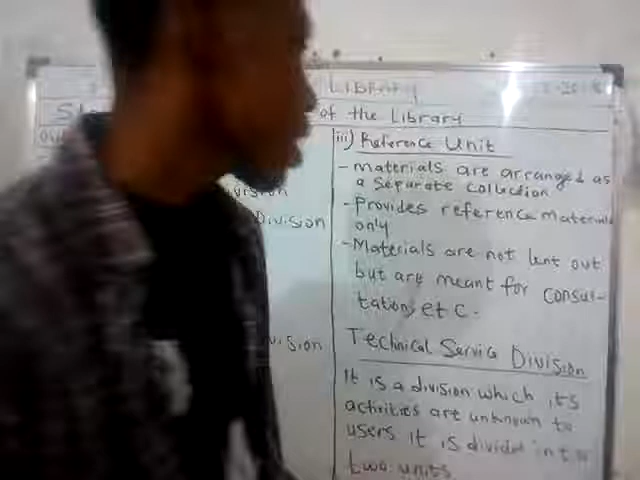 LIBRARY
of the Library
Division
Division
iii) Reference Unit
- materials are arranged as
a separate collection
- Provides reference materials
only
- Materials are not lent out
but are meant for consul-
tation, etc.
Technical Servic Division
It is a division which its
activities are unknown to
users it is divided into
two units